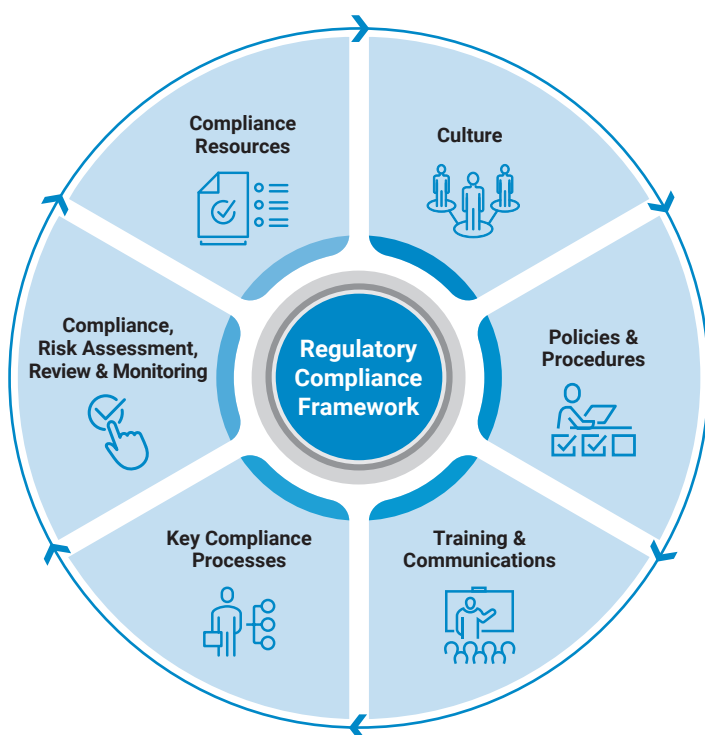 Compliance
Resources
Culture
Compliance,
Risk Assessment,
Review & Monitoring
Regulatory
Compliance
Framework
Policies &
Procedures
Key Compliance
Processes
Training &
Communications